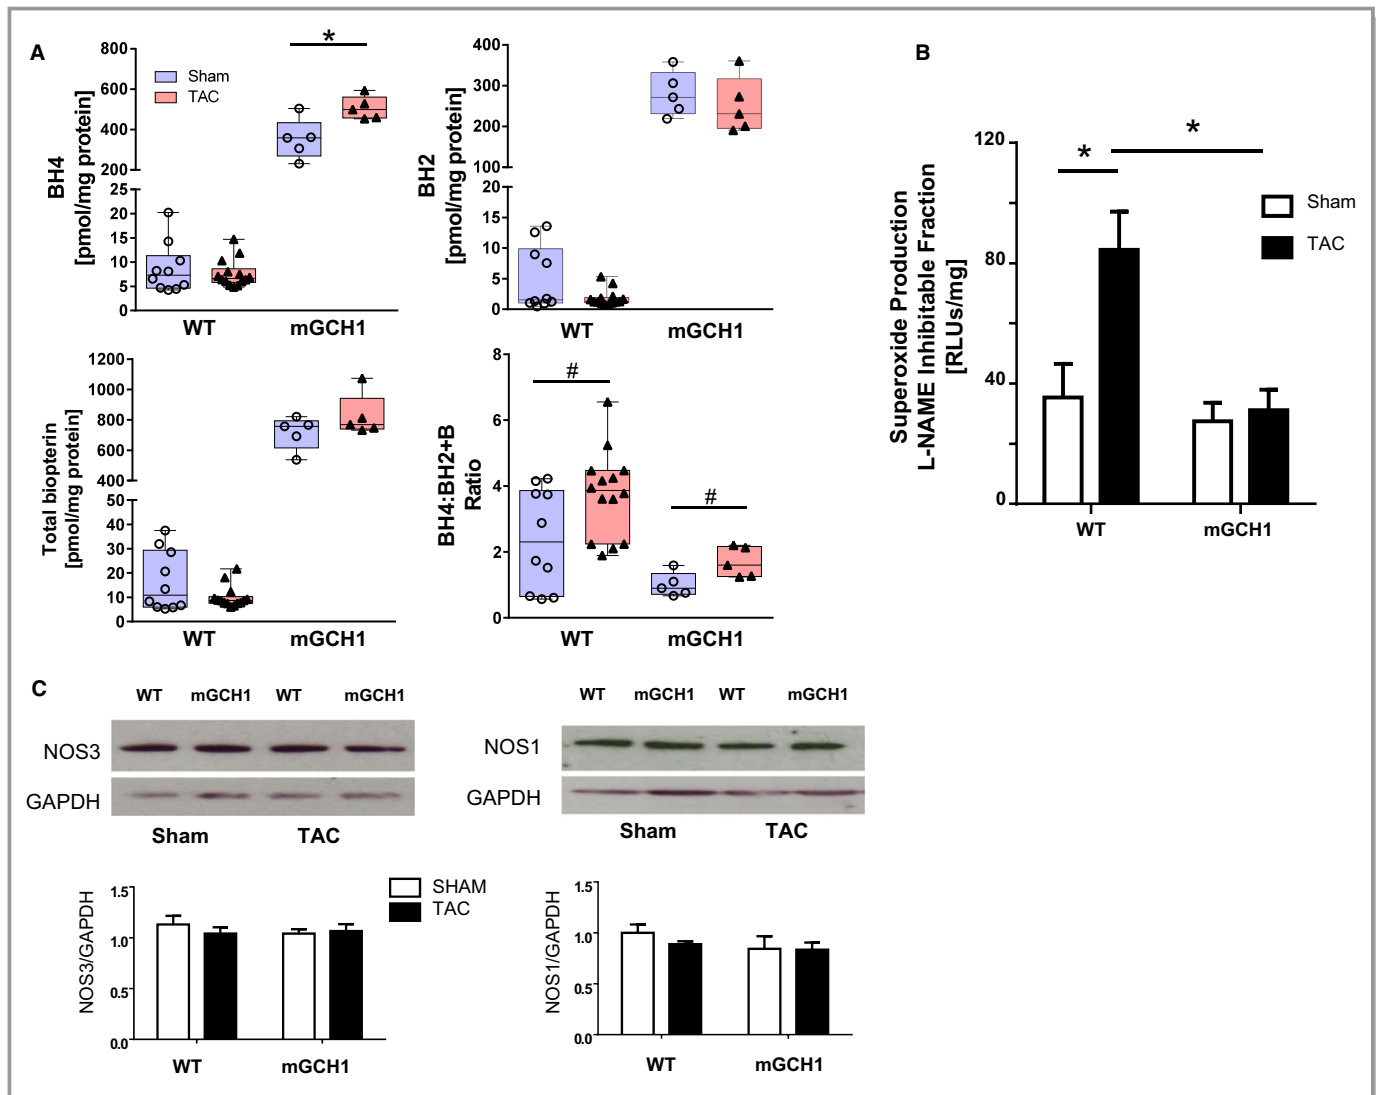 A
BH4
[pmol/mg protein]
800
600
400
200
25
20
15
10
5
0
Sham
TAC
*
WT mGCH1
BH2
[pmol/mg protein]
400
300
200
100
20
15
10
5
0
WT mGCH1
Total biopterin
[pmol/mg protein]
1200
1000
800
600
400
50
40
30
20
10
0
WT mGCH1
BH4:BH2+B
Ratio
8
6
4
2
0
#
#
WT mGCH1
B
Superoxide Production
L-NAME Inhibitable Fraction
[RLUs/mg]
120
80
40
0
*
*
Sham
TAC
WT mGCH1
C
WT mGCH1 WT mGCH1
NOS3
GAPDH
Sham TAC
WT mGCH1 WT mGCH1
NOS1
GAPDH
Sham TAC
NOS3/GAPDH
1.5
1.0
0.5
0.0
SHAM
TAC
WT mGCH1
NOS1/GAPDH
1.5
1.0
0.5
0.0
WT mGCH1